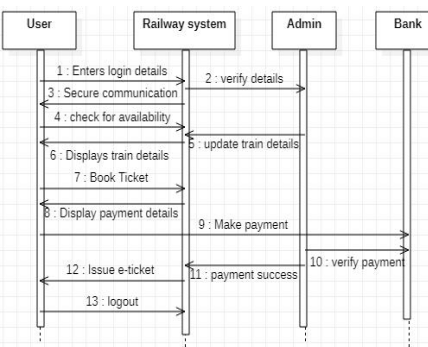 User
Railway system
Admin
Bank
1 : Enters login details
2 : verify details
3 : Secure communication
4 : check for availability
5 : update train details
6 : Displays train details
7 : Book Ticket
8 : Display payment details
9 : Make payment
10 : verify payment
11 : payment success
12 : Issue e-ticket
13 : logout